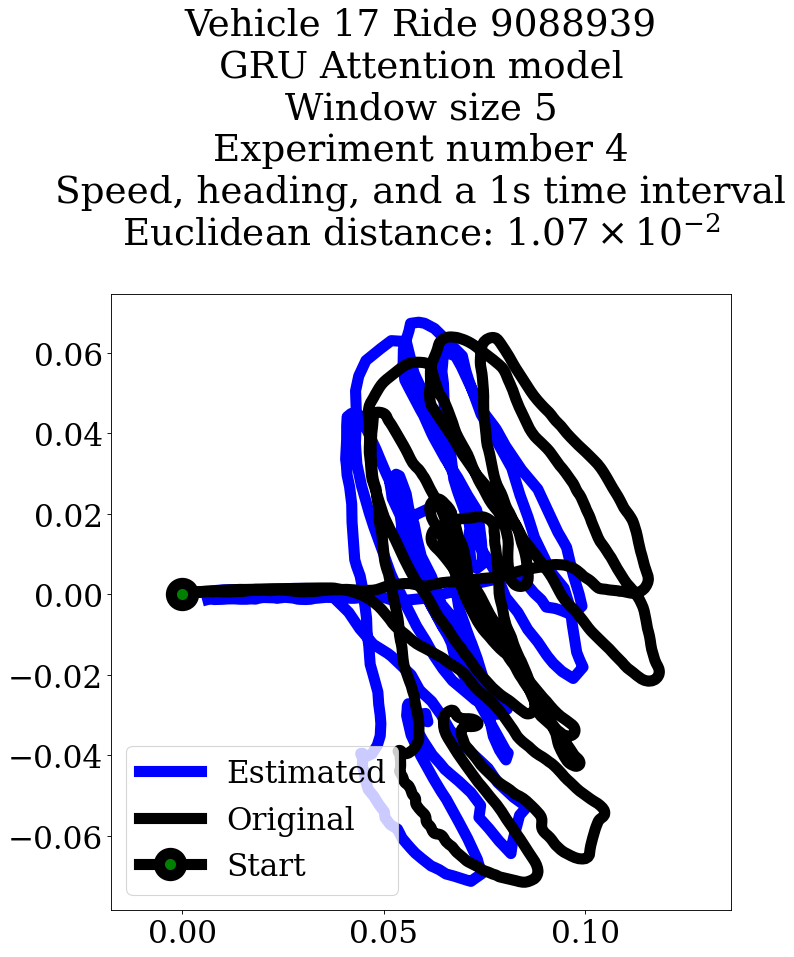 Vehicle 17 Ride 9088939
GRU Attention model
Window size 5
Experiment number 4
Speed, heading, and a 1s time interval
Euclidean distance: 1.07 × 10⁻²
0.06
0.04
0.02
0.00
−0.02
−0.04
−0.06
Estimated
Original
Start
0.00 0.05 0.10